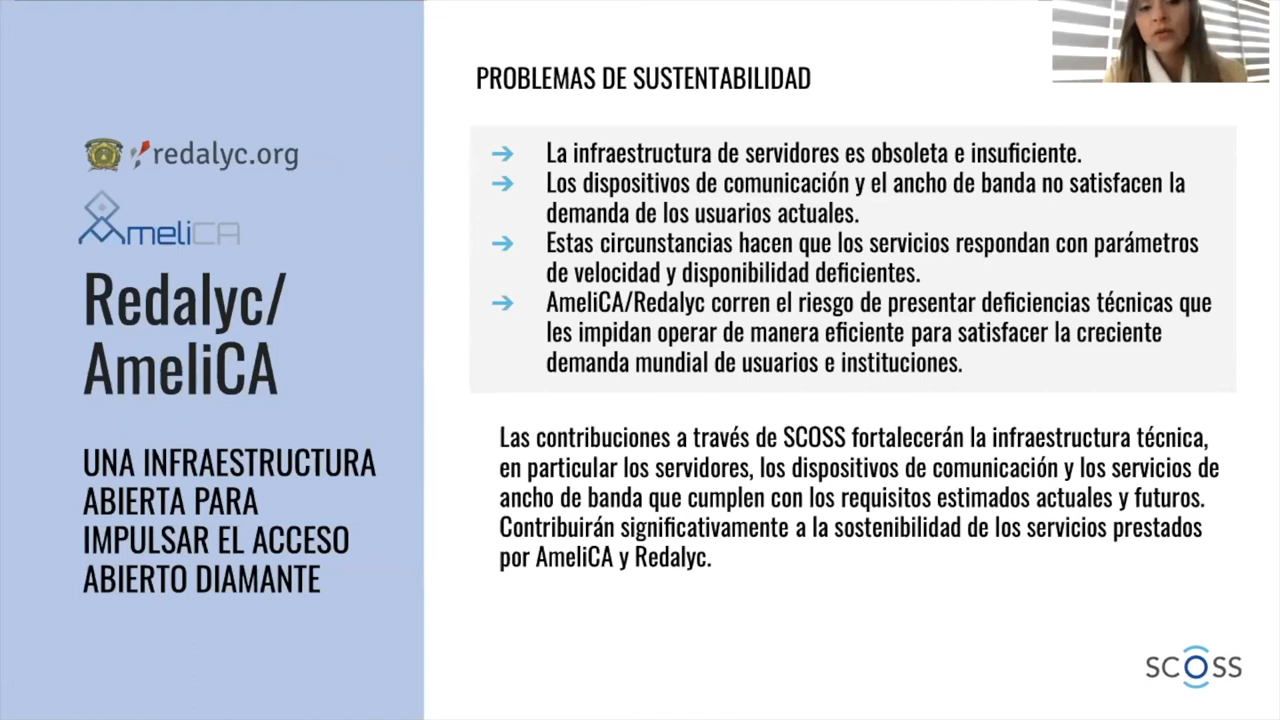 redalyc.org
AmeliCA
Redalyc/
AmeliCA
UNA INFRAESTRUCTURA
ABIERTA PARA
IMPULSAR EL ACCESO
ABIERTO DIAMANTE
PROBLEMAS DE SUSTENTABILIDAD
➔ La infraestructura de servidores es obsoleta e insuficiente.
➔ Los dispositivos de comunicación y el ancho de banda no satisfacen la
demanda de los usuarios actuales.
➔ Estas circunstancias hacen que los servicios respondan con parámetros
de velocidad y disponibilidad deficientes.
➔ AmeliCA/Redalyc corren el riesgo de presentar deficiencias técnicas que
les impidan operar de manera eficiente para satisfacer la creciente
demanda mundial de usuarios e instituciones.
Las contribuciones a través de SCOSS fortalecerán la infraestructura técnica,
en particular los servidores, los dispositivos de comunicación y los servicios de
ancho de banda que cumplen con los requisitos estimados actuales y futuros.
Contribuirán significativamente a la sostenibilidad de los servicios prestados
por AmeliCA y Redalyc.
SCOSS